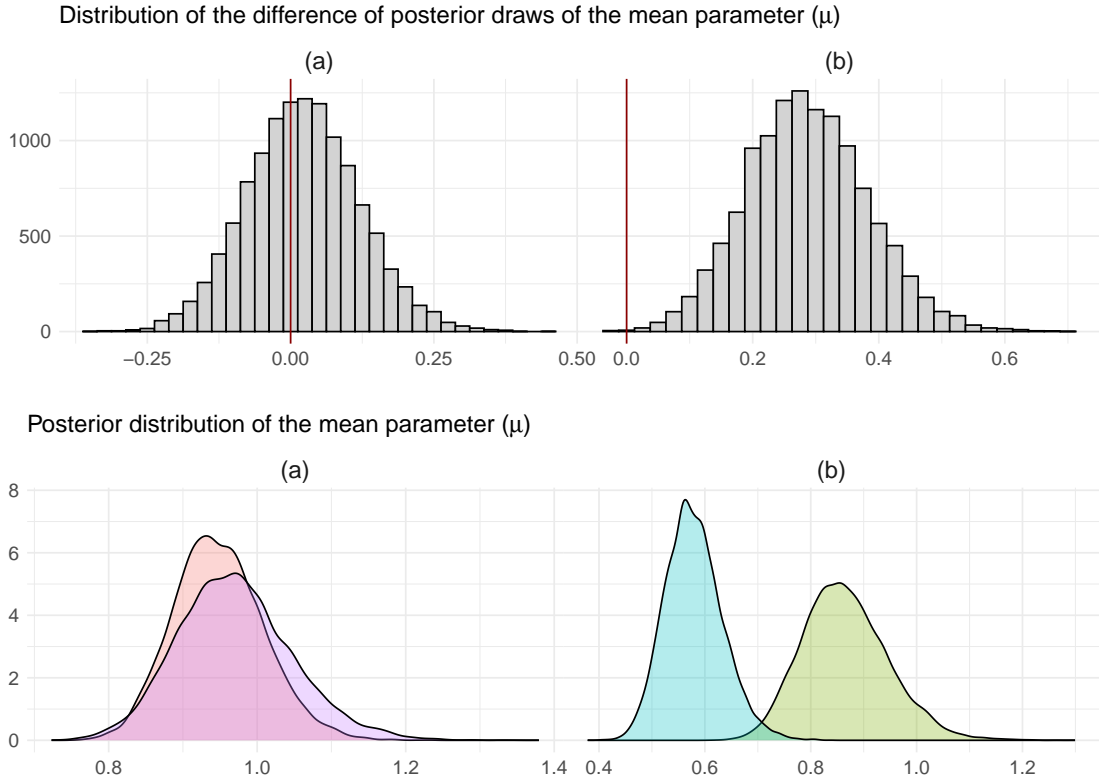 Distribution of the difference of posterior draws of the mean parameter (μ)
(a) (b)
1000
500
0
−0.25 0.00 0.25 0.50 0.0 0.2 0.4 0.6
Posterior distribution of the mean parameter (μ)
(a) (b)
8
6
4
2
0
0.8 1.0 1.2 1.4 0.4 0.6 0.8 1.0 1.2